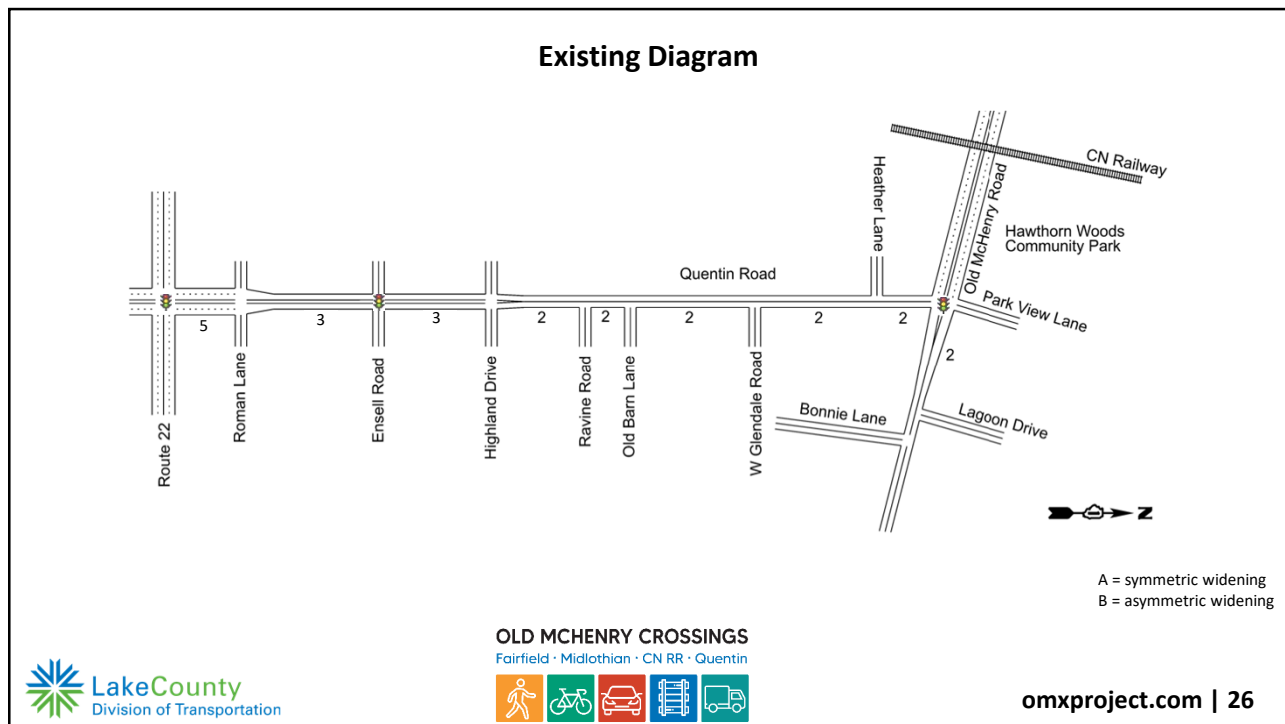 Existing Diagram
CN Railway
Heather Lane
Old McHenry Road
Hawthorn Woods
Community Park
Quentin Road
Park View Lane
5
3
3
2
2
2
2
2
2
Route 22
Roman Lane
Ensell Road
Highland Drive
Ravine Road
Old Barn Lane
W Glendale Road
Bonnie Lane
Lagoon Drive
N
A = symmetric widening
B = asymmetric widening
OLD MCHENRY CROSSINGS
Fairfield · Midlothian · CN RR · Quentin
LakeCounty
Division of Transportation
omxproject.com | 26